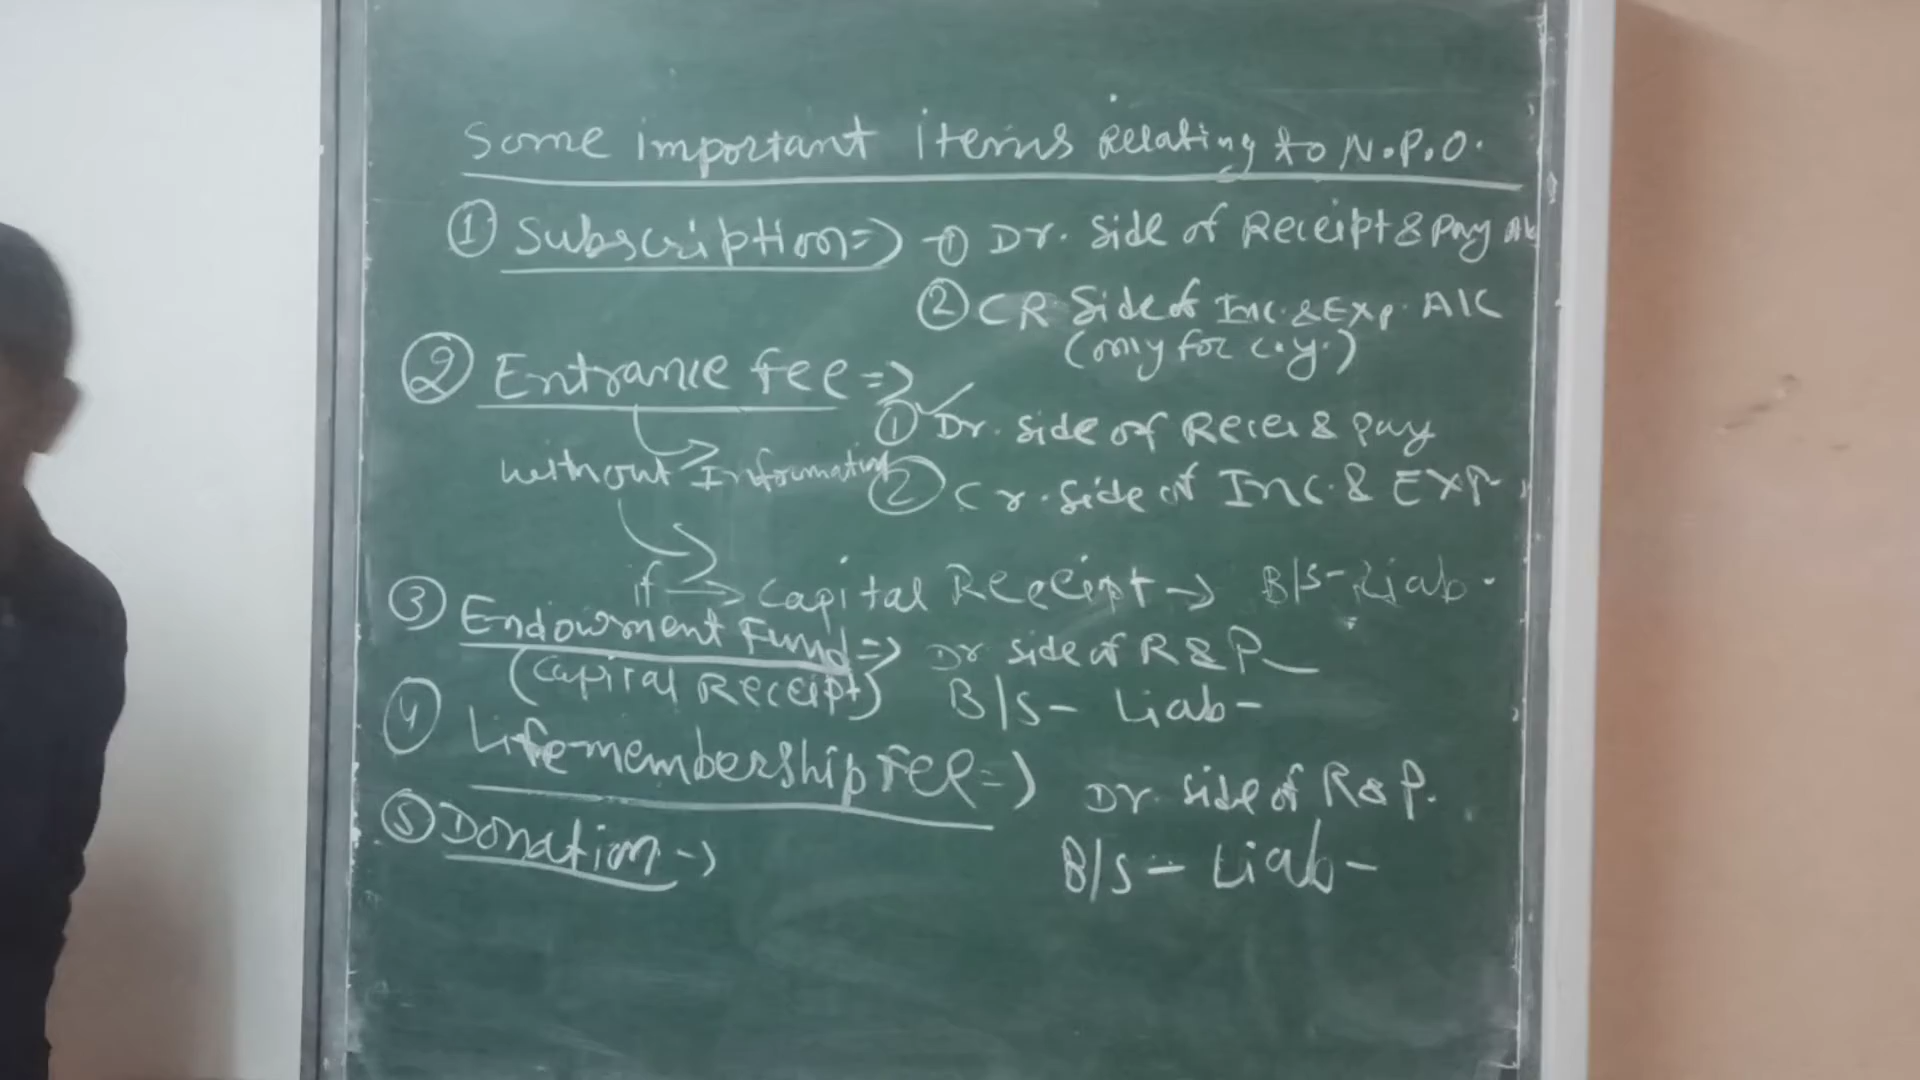 Some important items Relating to N.P.O.
① Subscription => ① Dr. Side of Receipt & Pay A/c
② CR Side of Inc. & Exp. A/C
(only for c.y.)
② Entrance fee =>
① Dr. side of Recei & Pay
without Information
② Cr. side of Inc. & EXP
if => Capital Receipt -> B/S - Liab -
③ Endowment Fund => Dr side of R & P
(Capital Receipt) B/S - Liab -
④ Life membership Fee => Dr. side of R & P.
⑤ Donation ->
B/S - Liab -